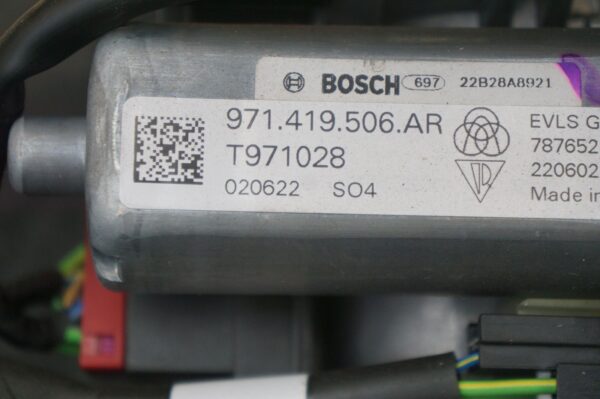 BOSCH 697 22B28A8921
971.419.506.AR
T971028
020622 SO4
EVLS G
787652
220602
Made in